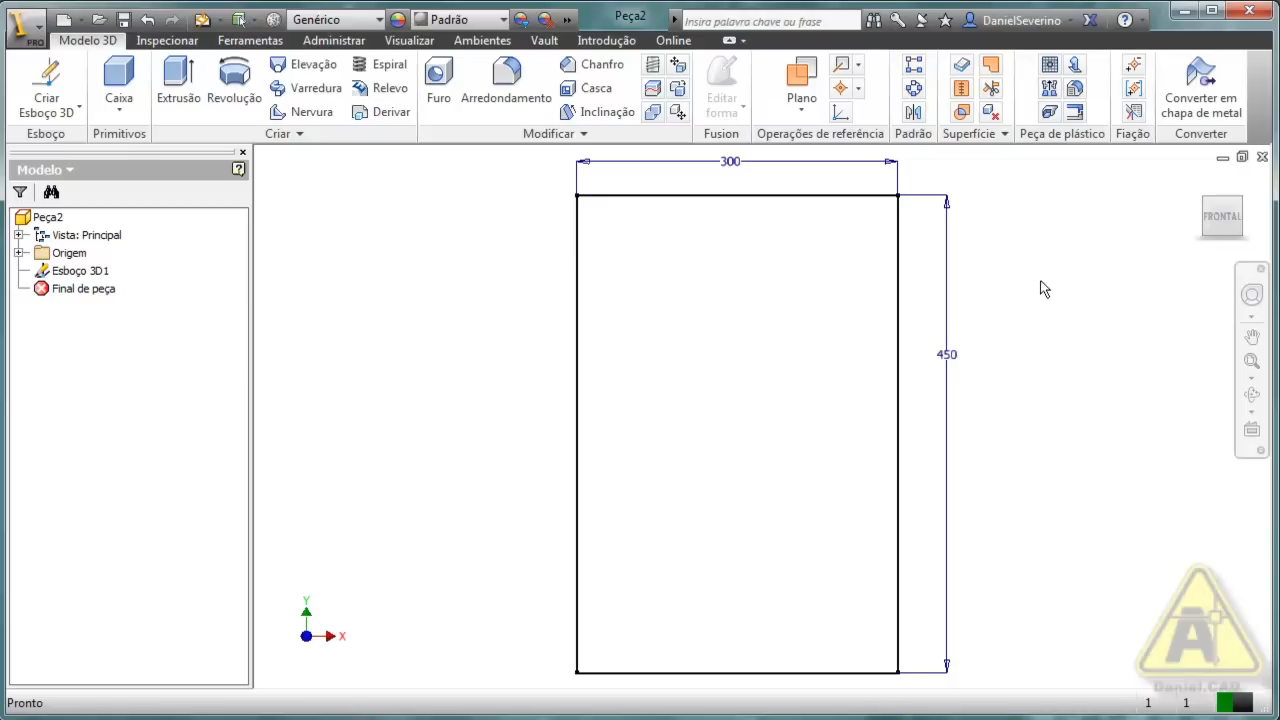 PRO
Genérico
Padrão
Peça2
Insira palavra chave ou frase
DanielSeverino
Modelo 3D
Inspecionar
Ferramentas
Administrar
Visualizar
Ambientes
Vault
Introdução
Online
Criar
Esboço 3D
Caixa
Extrusão
Revolução
Elevação
Varredura
Nervura
Espiral
Relevo
Derivar
Furo
Arredondamento
Chanfro
Casca
Inclinação
Editar
forma
Plano
Converter em
chapa de metal
Esboço
Primitivos
Criar
Modificar
Fusion
Operações de referência
Padrão
Superfície
Peça de plástico
Fiação
Converter
Modelo
Peça2
Vista: Principal
Origem
Esboço 3D1
Final de peça
300
450
FRONTAL
Y
X
A
Daniel.CAD
Pronto
1
1